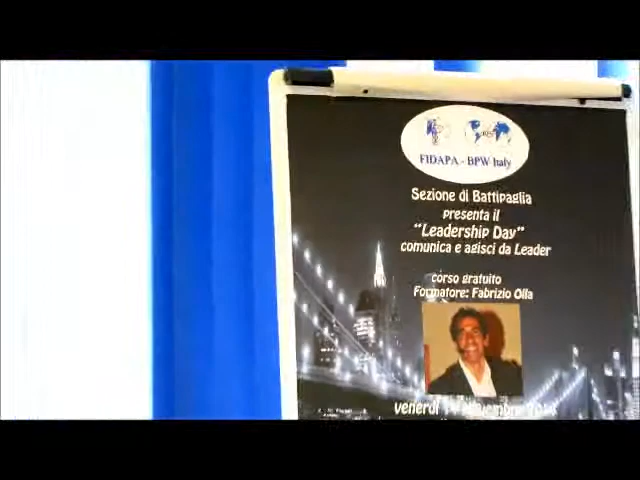 FIDAPA - BPW Italy
Sezione di Battipaglia
presenta il
"Leadership Day"
comunica e agisci da Leader
corso gratuito
Formatore: Fabrizio Olla
venerdì